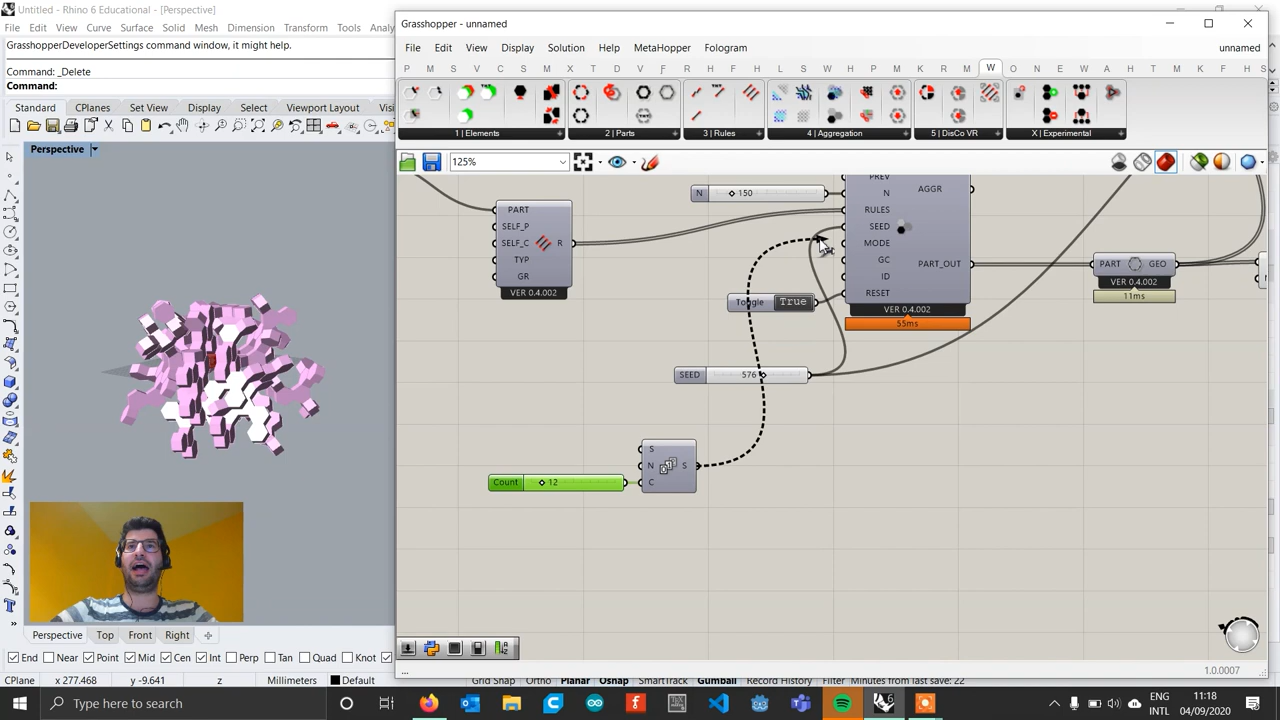 Untitled - Rhino 6 Educational - [Perspective]
File Edit View Curve Surface Solid Mesh Dimension Transform Tools Anal
GrasshopperDeveloperSettings command window, it might help.
Command: _Delete
Command:
Standard CPlanes Set View Display Select Viewport Layout Vis
Perspective
Grasshopper - unnamed
File Edit View Display Solution Help MetaHopper Fologram unnamed
P M S V C S M X T D V F H F H L S W H R M K C D M W O N E G H T M H S
1 | Elements 2 | Parts 3 | Rules 4 | Aggregation 5 | DisCo VR X | Experimental
125%
PART
SELF_P
SELF_C R
TYP
GR
VER 0.4.002
N 150
PREV
AGGR
N
RULES
SEED
MODE
GC PART_OUT
ID
RESET
VER 0.4.002
55ms
Toggle True
PART GEO
VER 0.4.002
11ms
SEED 576
S
N S
C
Count 12
...
1.0.0007
Perspective Top Front Right
End Near Point Mid Cen Int Perp Tan Quad Knot
CPlane x 277.468 y -9.641 z Millimeters Default Grid Snap Ortho Planar Osnap SmartTrack Gumball Record History Filter Minutes from last save: 22
Type here to search
ENG
INTL
11:18
04/09/2020